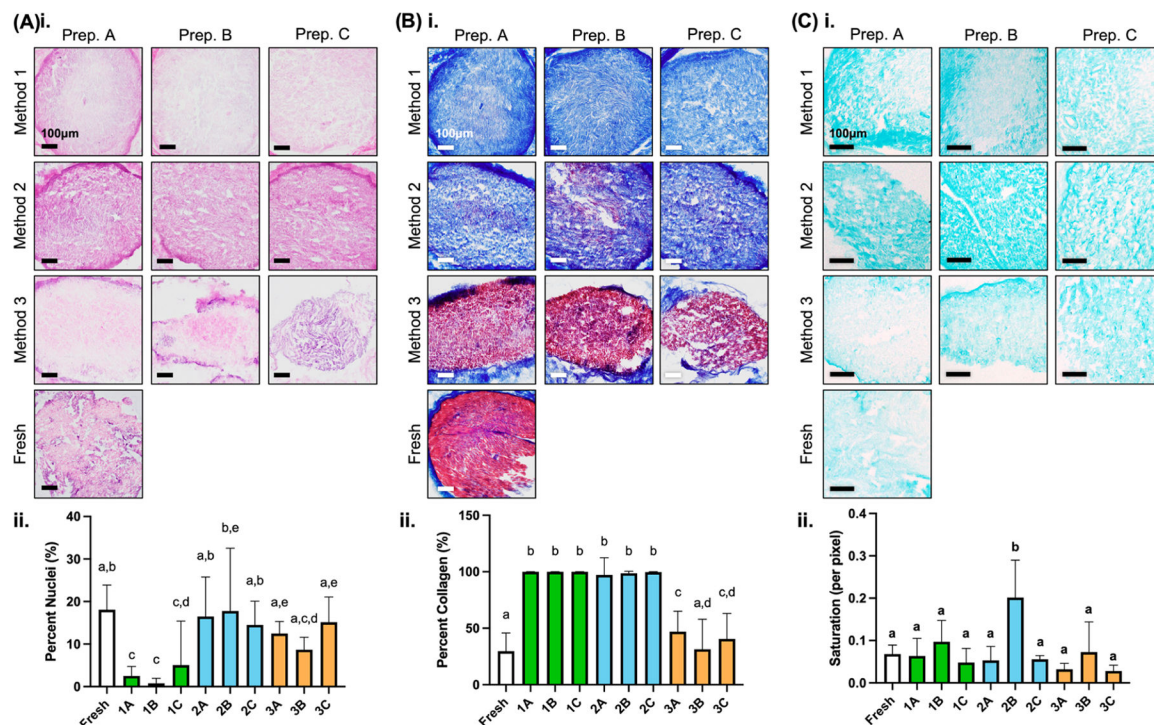 (A)i.
Prep. A Prep. B Prep. C
Method 1
100μm
Method 2
Method 3
Fresh
ii.
Percent Nuclei (%)
40
30
20
10
0
a,b
c
c
c,d
a,b
b,e
a,b
a,e
a,c,d
a,e
Fresh 1A 1B 1C 2A 2B 2C 3A 3B 3C
(B) i.
Prep. A Prep. B Prep. C
Method 1
100μm
Method 2
Method 3
Fresh
ii.
Percent Collagen (%)
100
50
0
a
b
b
b
b
b
b
c
a,d
c,d
Fresh 1A 1B 1C 2A 2B 2C 3A 3B 3C
(C) i.
Prep. A Prep. B Prep. C
Method 1
100μm
Method 2
Method 3
Fresh
ii.
Saturation (per pixel)
0.4
0.3
0.2
0.1
0.0
a
a
a
a
a
b
a
a
a
a
Fresh 1A 1B 1C 2A 2B 2C 3A 3B 3C